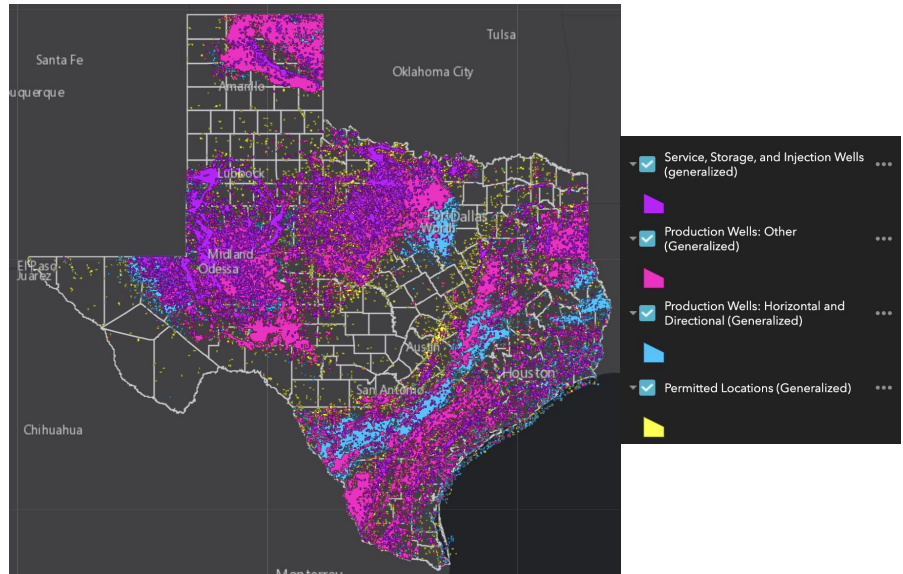 Tulsa
Santa Fe
Oklahoma City
uquerque
Amarillo
Lubbock
Fort Dallas
Worth
Midland
Odessa
El Paso
Juarez
Austin
Houston
San Antonio
Chihuahua
Monterrey
Service, Storage, and Injection Wells
(generalized)
Production Wells: Other
(Generalized)
Production Wells: Horizontal and
Directional (Generalized)
Permitted Locations (Generalized)